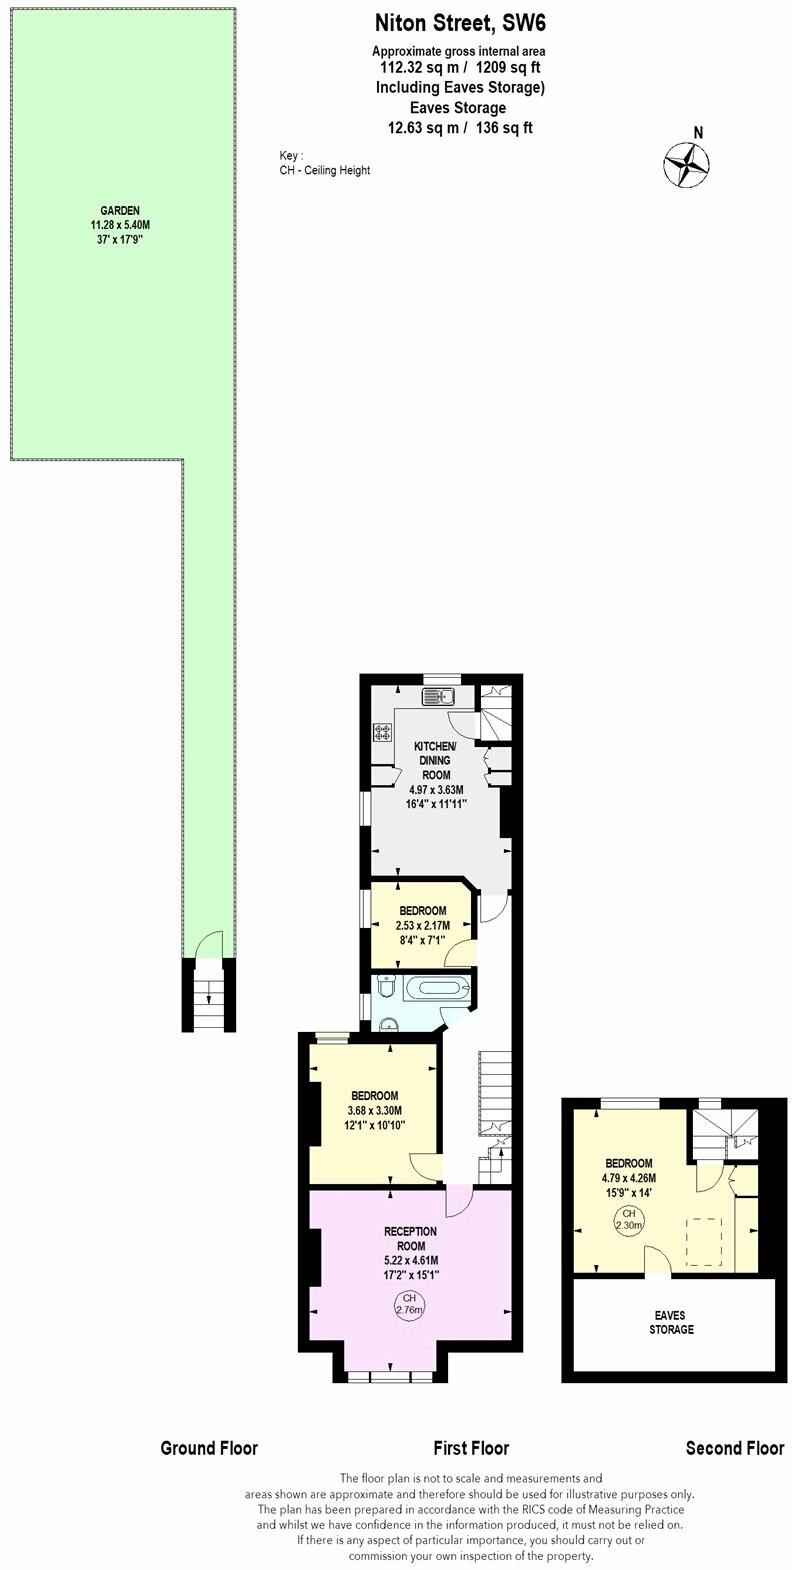 Niton Street, SW6
Approximate gross internal area
112.32 sq m / 1209 sq ft
Including Eaves Storage)
Eaves Storage
12.63 sq m / 136 sq ft
Key :
CH - Ceiling Height
N
GARDEN
11.28 x 5.40M
37' x 17'9"
KITCHEN/
DINING
ROOM
4.97 x 3.63M
16'4" x 11'11"
BEDROOM
2.53 x 2.17M
8'4" x 7'1"
BEDROOM
3.68 x 3.30M
12'1" x 10'10"
RECEPTION
ROOM
5.22 x 4.61M
17'2" x 15'1"
CH
2.76m
BEDROOM
4.79 x 4.26M
15'9" x 14'
CH
2.30m
EAVES
STORAGE
Ground Floor
First Floor
Second Floor
The floor plan is not to scale and measurements and
areas shown are approximate and therefore should be used for illustrative purposes only.
The plan has been prepared in accordance with the RICS code of Measuring Practice
and whilst we have confidence in the information produced, it must not be relied on.
If there is any aspect of particular importance, you should carry out or
commission your own inspection of the property.